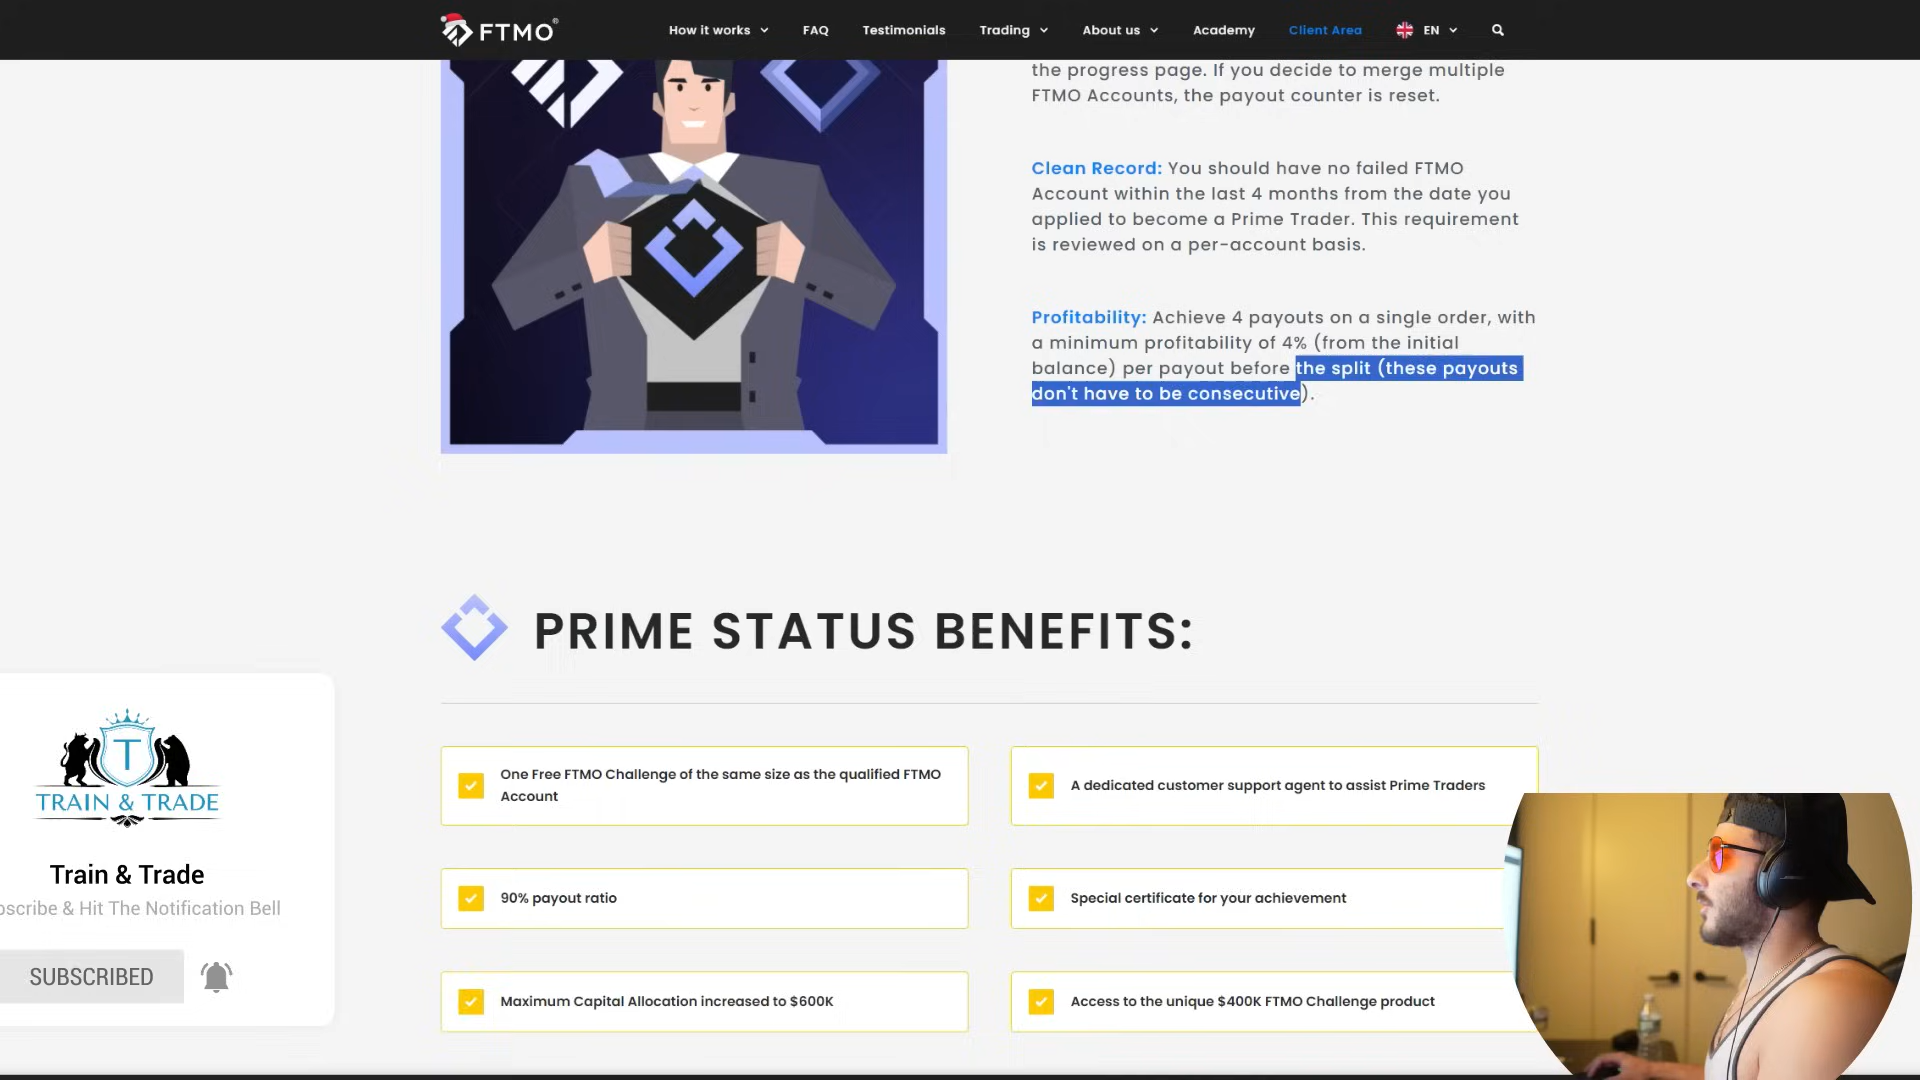 FTMO®
How it works
FAQ
Testimonials
Trading
About us
Academy
Client Area
EN
the progress page. If you decide to merge multiple
FTMO Accounts, the payout counter is reset.
Clean Record: You should have no failed FTMO
Account within the last 4 months from the date you
applied to become a Prime Trader. This requirement
is reviewed on a per-account basis.
Profitability: Achieve 4 payouts on a single order, with
a minimum profitability of 4% (from the initial
balance) per payout before the split (these payouts
don't have to be consecutive).
PRIME STATUS BENEFITS:
One Free FTMO Challenge of the same size as the qualified FTMO
Account
A dedicated customer support agent to assist Prime Traders
90% payout ratio
Special certificate for your achievement
Maximum Capital Allocation increased to $600K
Access to the unique $400K FTMO Challenge product
T
TRAIN & TRADE
Train & Trade
bscribe & Hit The Notification Bell
SUBSCRIBED